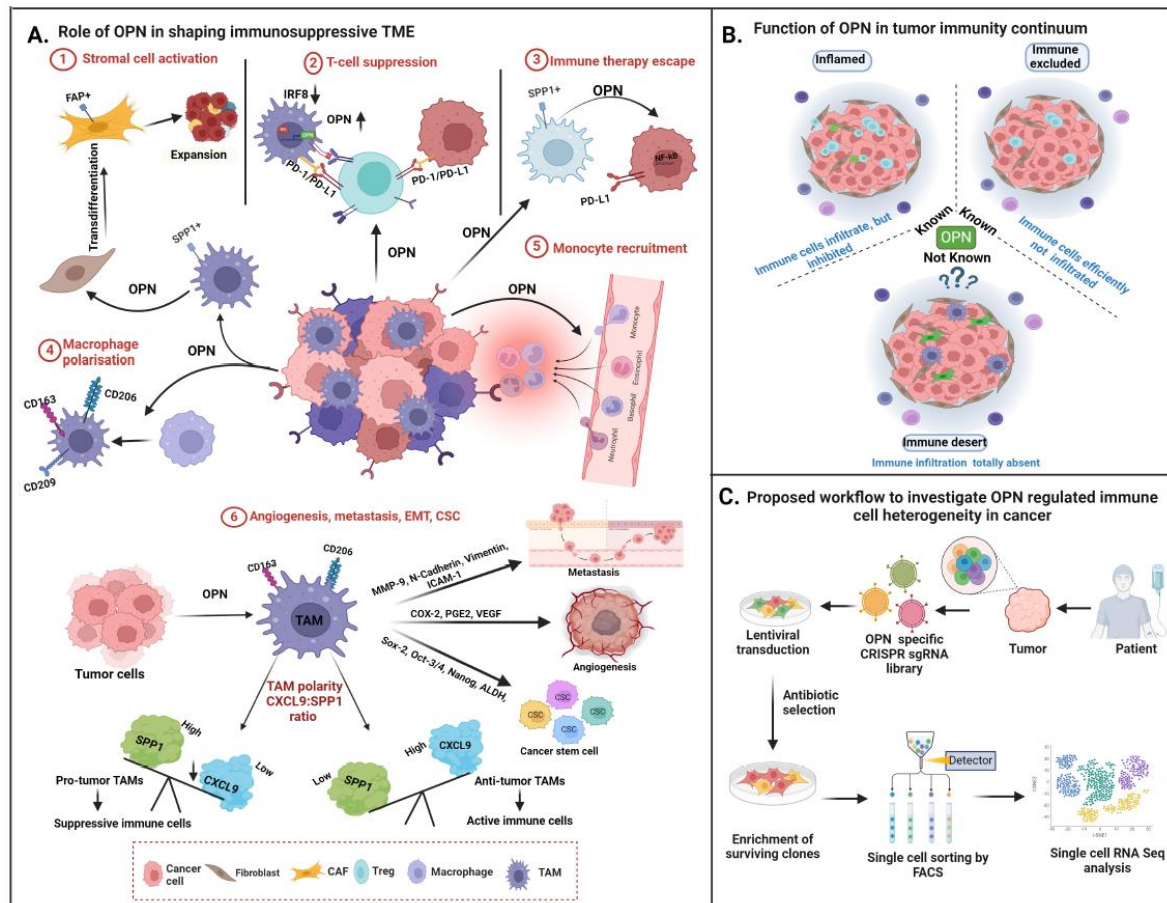 A. Role of OPN in shaping immunosuppressive TME
1 Stromal cell activation
FAP+
Expansion
Transdifferentiation
SPP1+
OPN
2 T-cell suppression
IRF8
OPN
PD-1/PD-L1
PD-1/PD-L1
OPN
3 Immune therapy escape
SPP1+
OPN
NF-kB
PD-L1
OPN
4 Macrophage
polarisation
OPN
CD163
CD206
CD209
5 Monocyte recruitment
OPN
Monocyte
Eosinophil
Basophil
Neutrophil
6 Angiogenesis, metastasis, EMT, CSC
Tumor cells
OPN
CD163
CD206
TAM
MMP-9, N-Cadherin, Vimentin,
ICAM-1
Metastasis
COX-2, PGE2, VEGF
Angiogenesis
Sox-2, Oct-3/4, Nanog, ALDH,
CSC
CSC
CSC
CSC
Cancer stem cell
TAM polarity
CXCL9:SPP1
ratio
SPP1
High
CXCL9
Low
Pro-tumor TAMs
Suppressive immune cells
Low
SPP1
High
CXCL9
Anti-tumor TAMs
Active immune cells
Cancer
cell
Fibroblast
CAF
Treg
Macrophage
TAM
B. Function of OPN in tumor immunity continuum
Inflamed
Immune
excluded
Immune cells infiltrate, but
inhibited
Known
Known
Immune cells efficiently
not infiltrated
OPN
Not Known
???
Immune desert
Immune infiltration totally absent
C. Proposed workflow to investigate OPN regulated immune
cell heterogeneity in cancer
Lentiviral
transduction
OPN specific
CRISPR sgRNA
library
Tumor
Patient
Antibiotic
selection
Enrichment of
surviving clones
Detector
Single cell sorting by
FACS
t-SNE1
Single cell RNA Seq
analysis